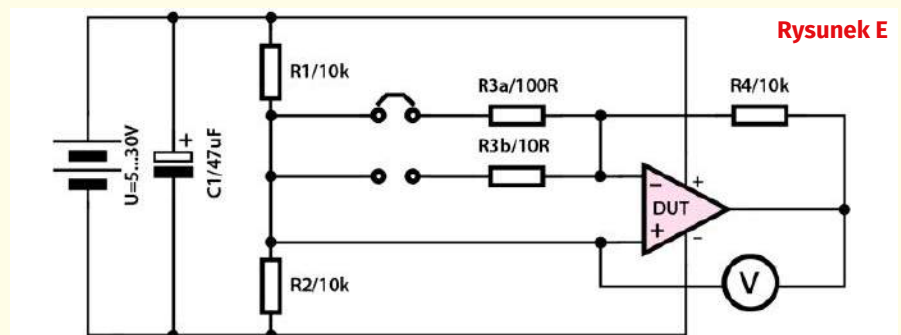 Rysunek E
R1/10k
R3a/100R
R4/10k
U=5...30V
+
C1/47uF
R3b/10R
−
+
DUT
+
−
V
R2/10k